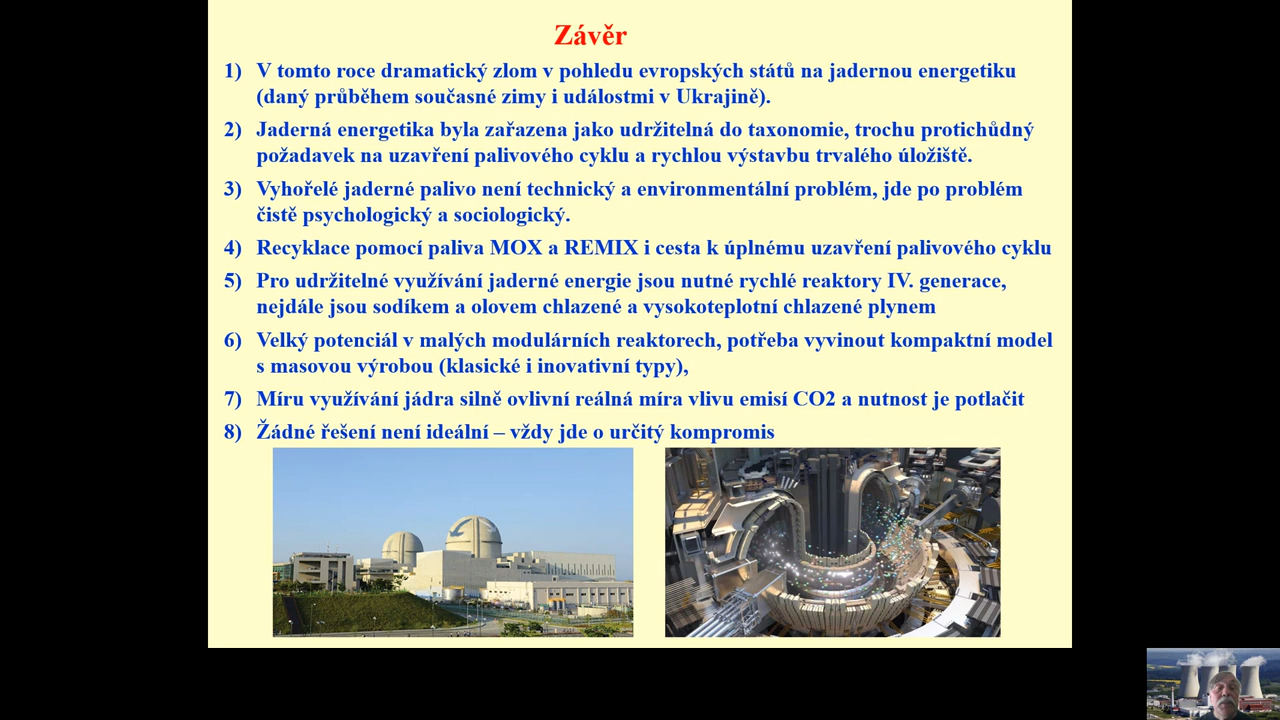 Závěr
1) V tomto roce dramatický zlom v pohledu evropských států na jadernou energetiku
(daný průběhem současné zimy i událostmi v Ukrajině).
2) Jaderná energetika byla zařazena jako udržitelná do taxonomie, trochu protichůdný
požadavek na uzavření palivového cyklu a rychlou výstavbu trvalého úložiště.
3) Vyhořelé jaderné palivo není technický a environmentální problém, jde po problém
čistě psychologický a sociologický.
4) Recyklace pomocí paliva MOX a REMIX i cesta k úplnému uzavření palivového cyklu
5) Pro udržitelné využívání jaderné energie jsou nutné rychlé reaktory IV. generace,
nejdále jsou sodíkem a olovem chlazené a vysokoteplotní chlazené plynem
6) Velký potenciál v malých modulárních reaktorech, potřeba vyvinout kompaktní model
s masovou výrobou (klasické i inovativní typy),
7) Míru využívání jádra silně ovlivní reálná míra vlivu emisí CO2 a nutnost je potlačit
8) Žádné řešení není ideální – vždy jde o určitý kompromis